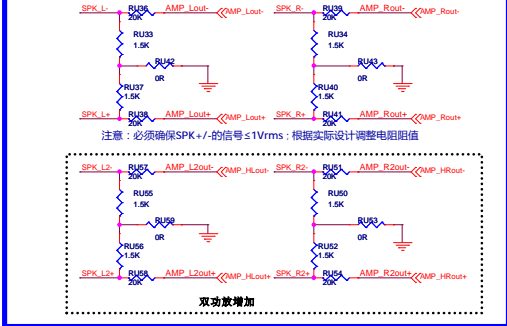 SPK_L- RU36 AMP_Lout- AMP_Lout- SPK_R- RU39 AMP_Rout- AMP_Rout-
20K 20K
RU33 RU34
1.5K 1.5K
RU42 RU43
0R 0R
RU37 RU40
1.5K 1.5K
SPK_L+ RU38 AMP_Lout+ AMP_Lout+ SPK_R+ RU41 AMP_Rout+ AMP_Rout+
20K 20K
注意：必须确保SPK+/-的信号≤1Vrms；根据实际设计调整电阻阻值
SPK_L2- RU57 AMP_L2out- AMP_HLout- SPK_R2- RU51 AMP_R2out- AMP_HRout-
20K 20K
RU55 RU50
1.5K 1.5K
RU59 RU53
0R 0R
RU56 RU52
1.5K 1.5K
SPK_L2+ RU58 AMP_L2out+ AMP_HLout+ SPK_R2+ RU54 AMP_R2out+ AMP_HRout+
20K 20K
双功放增加